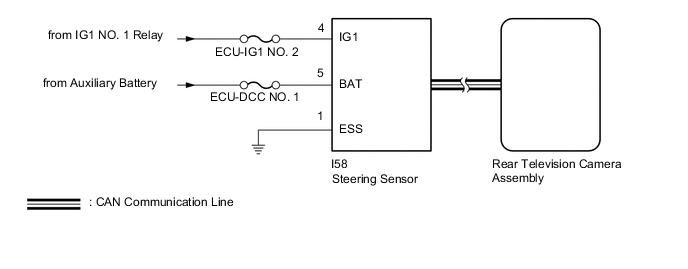 from IG1 NO. 1 Relay
ECU-IG1 NO. 2
4
IG1
from Auxiliary Battery
ECU-DCC NO. 1
5
BAT
1
ESS
I58
Steering Sensor
Rear Television Camera
Assembly
: CAN Communication Line